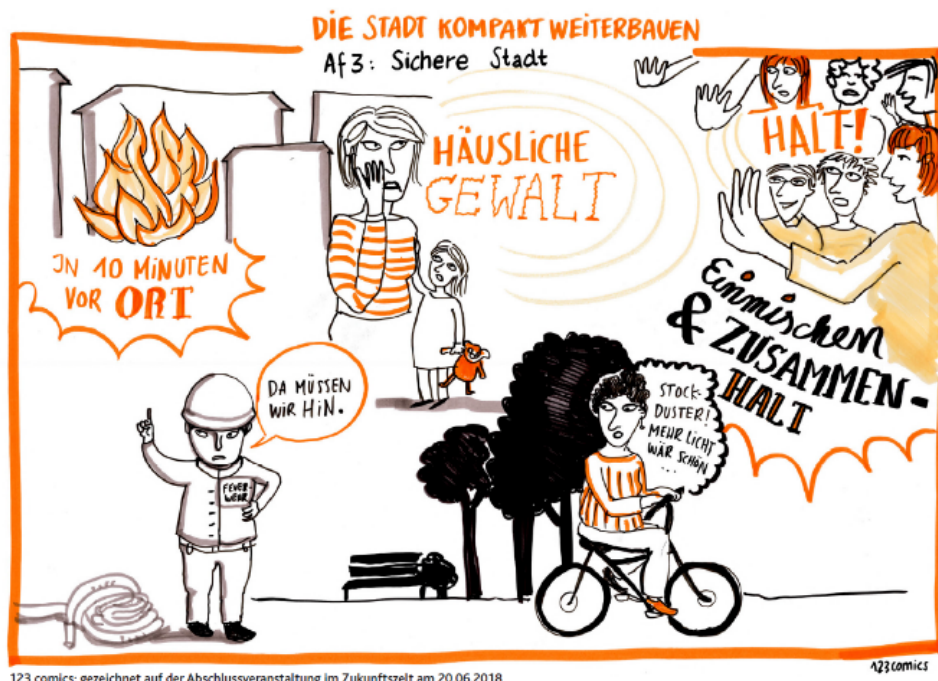 DIE STADT KOMPAKT WEITERBAUEN
Af3: Sichere Stadt
HÄUSLICHE
GEWALT
HALT!
IN 10 MINUTEN
VOR ORT
Einmischen
& ZUSAMMEN-
HALT
DA MÜSSEN
WIR HIN.
STOCK-
DUSTER!
MEHR LICHT
WÄR SCHÖN
...
FEUER-
WEHR
123comics
123 comics: gezeichnet auf der Abschlussveranstaltung im Zukunftszelt am 20.06.2018